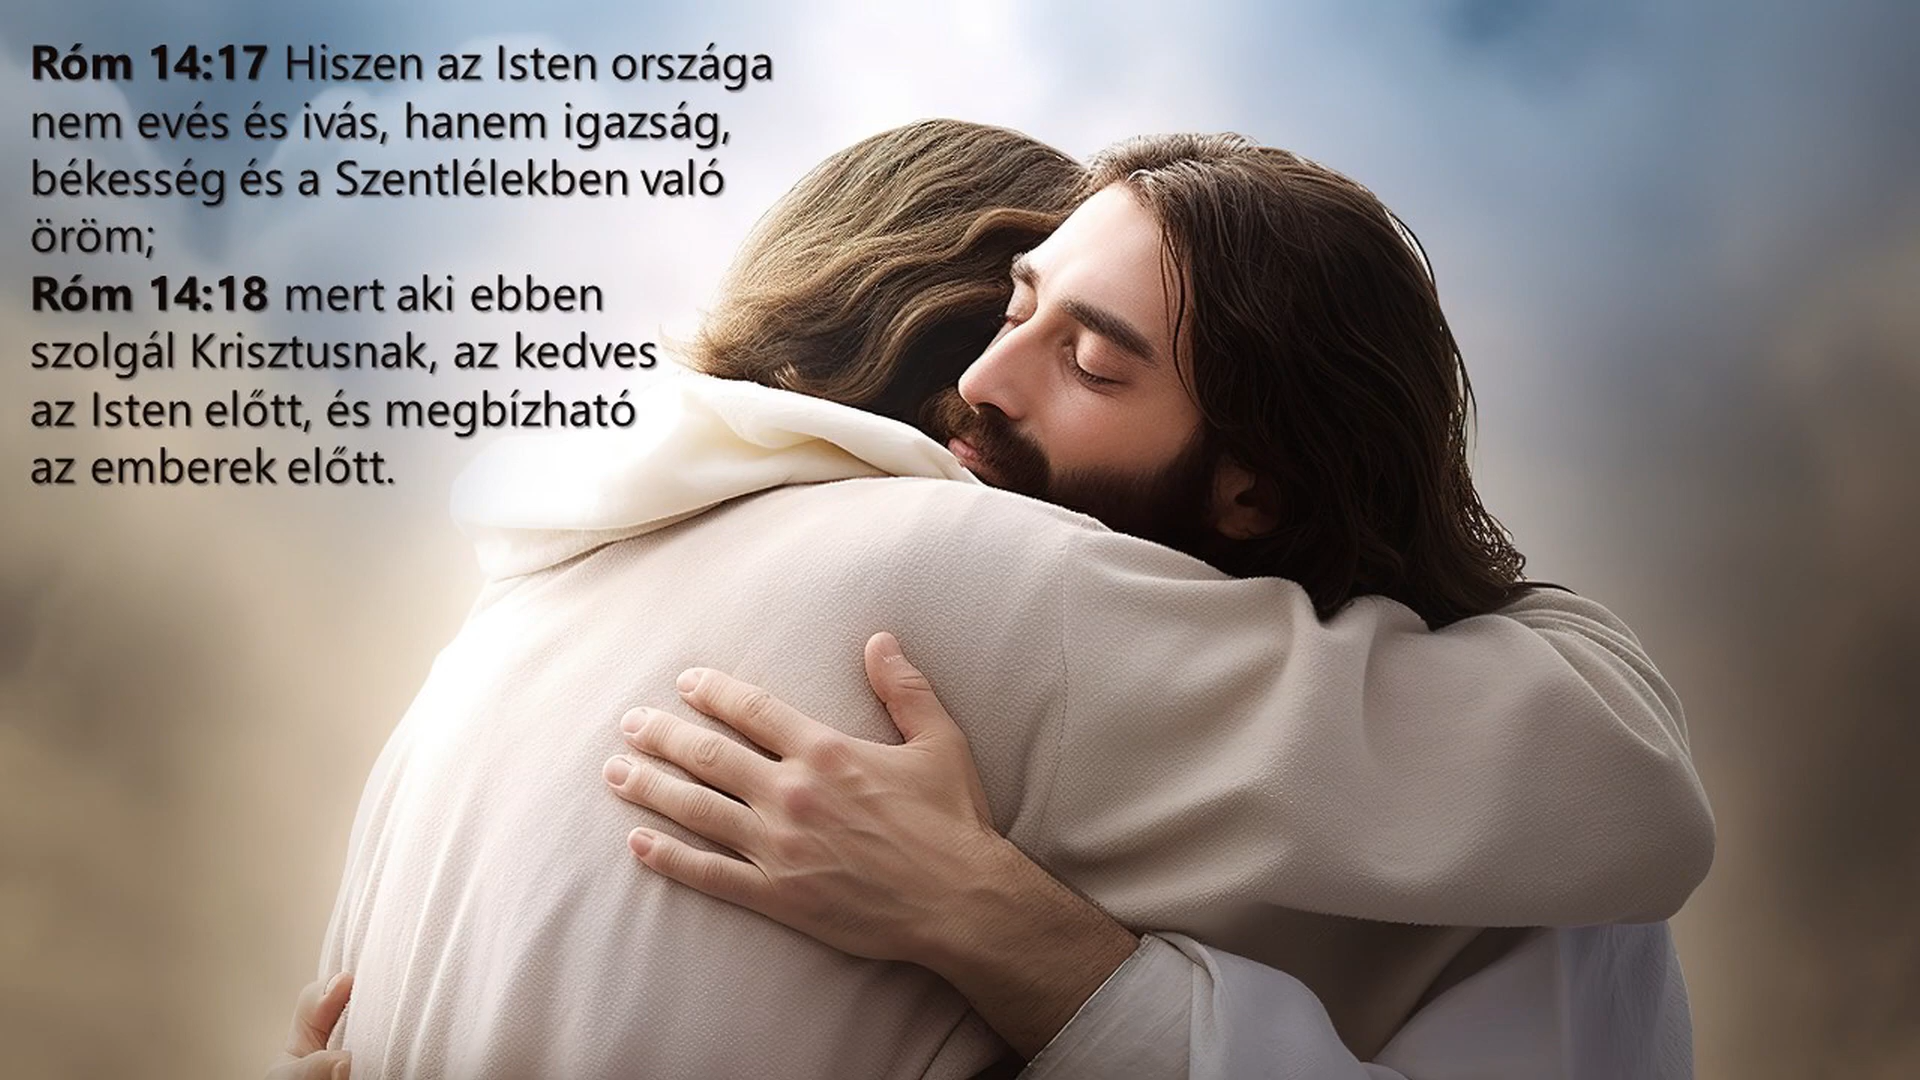 Róm 14:17 Hiszen az Isten országa
nem evés és ivás, hanem igazság,
békesség és a Szentlélekben való
öröm;
Róm 14:18 mert aki ebben
szolgál Krisztusnak, az kedves
az Isten előtt, és megbízható
az emberek előtt.